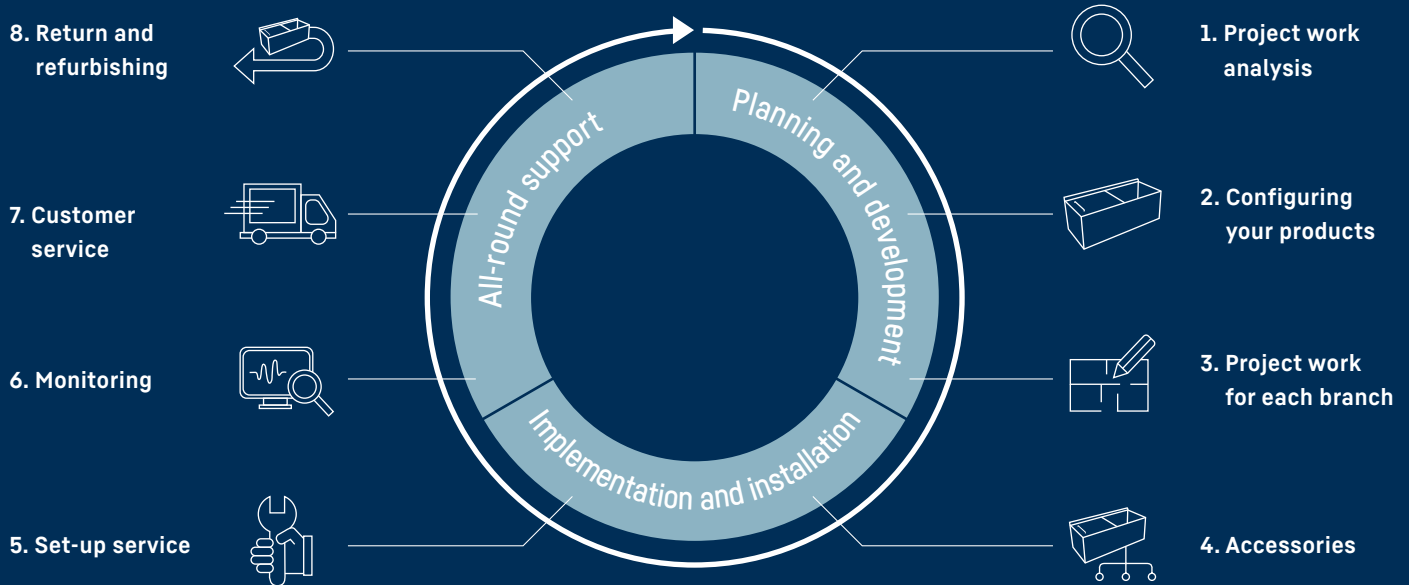 1. Project work
analysis
2. Configuring
your products
3. Project work
for each branch
4. Accessories
5. Set-up service
6. Monitoring
7. Customer
service
8. Return and
refurbishing
Planning and development
Implementation and installation
All-round support